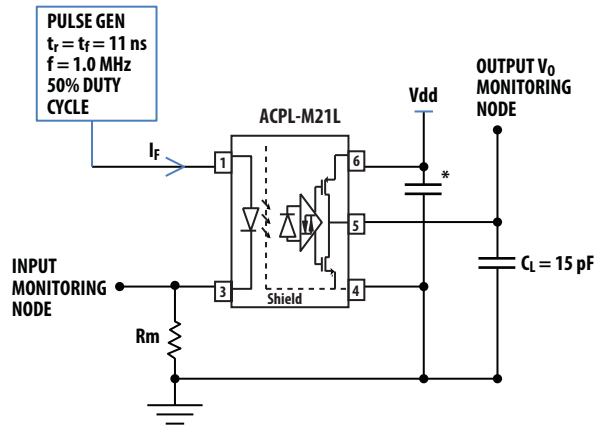 PULSE GEN
tr = tf = 11 ns
f = 1.0 MHz
50% DUTY
CYCLE
OUTPUT VO
MONITORING
NODE
Vdd
ACPL-M21L
IF
1
6
*
5
CL = 15 pF
INPUT
MONITORING
NODE
3
4
Shield
Rm